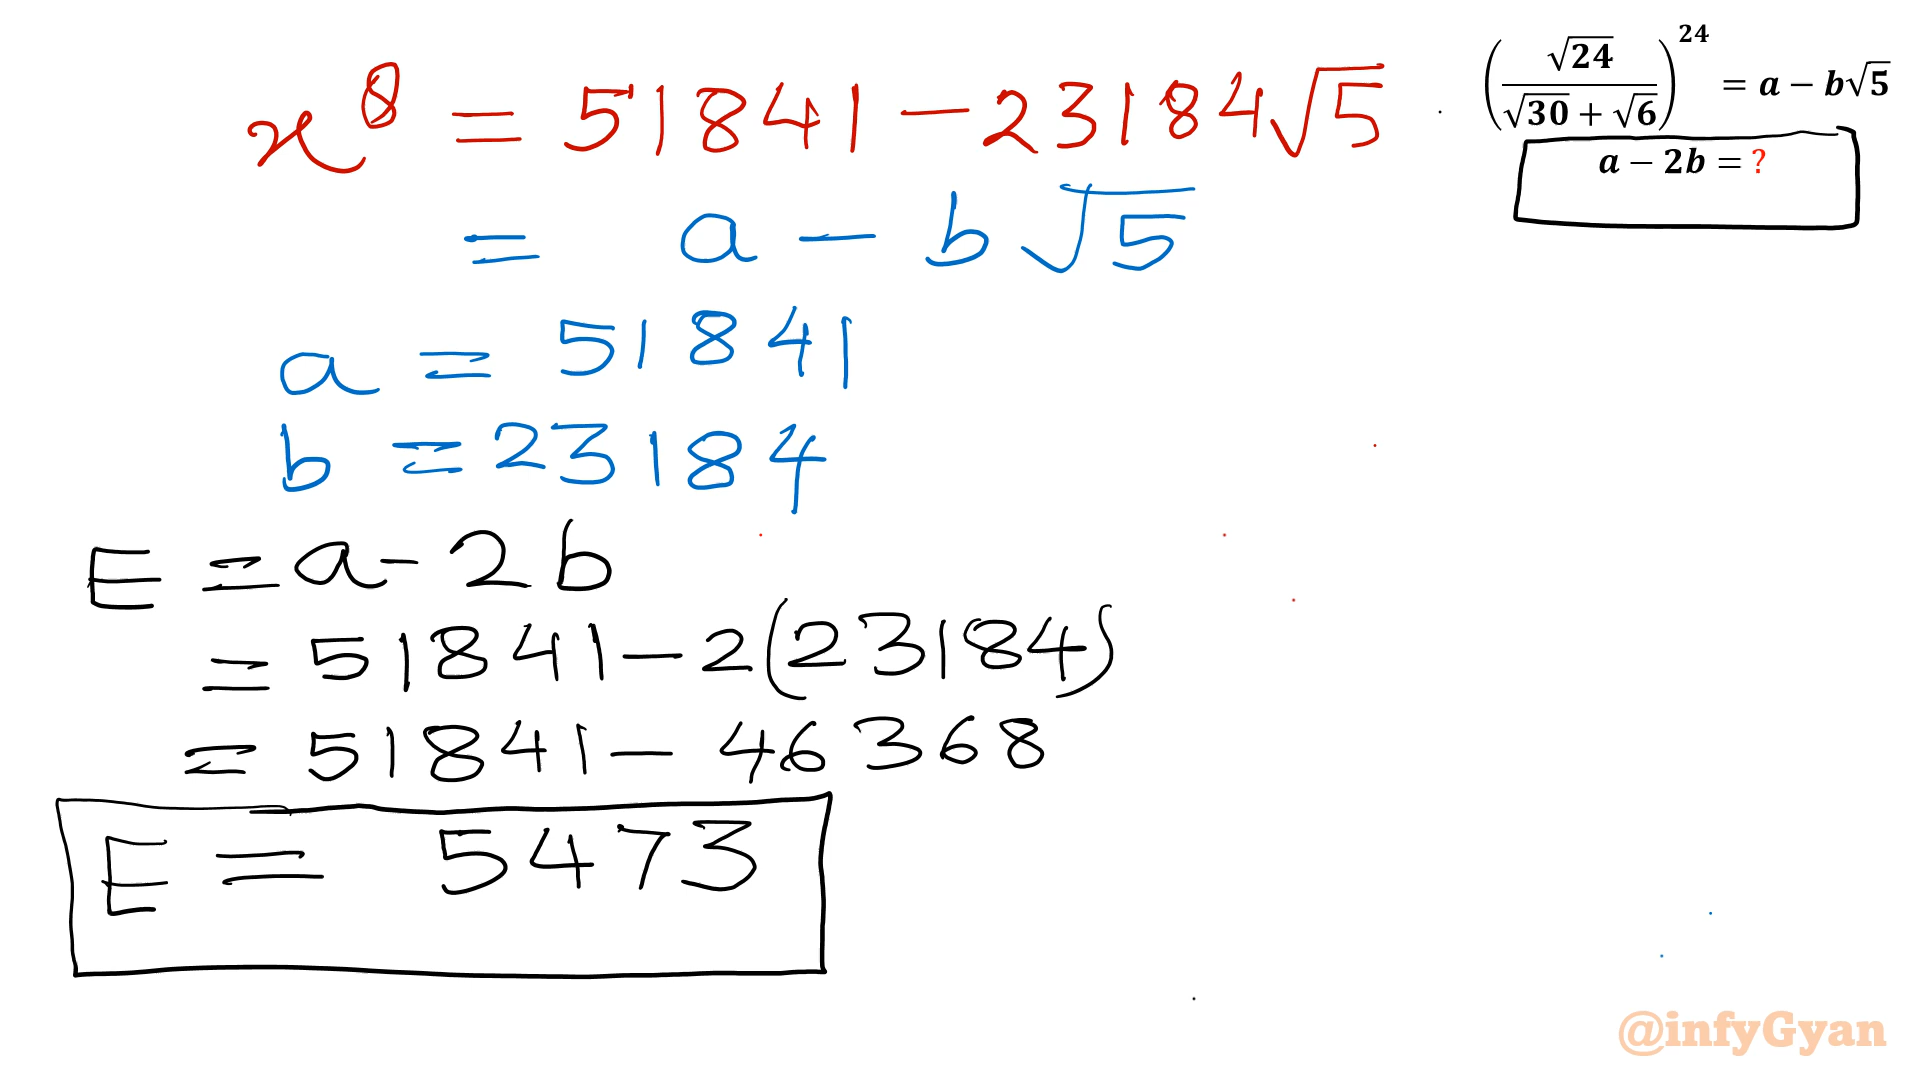 x⁸ = 51841 − 23184√5
= a − b√5
a = 51841
b = 23184
E = a − 2b
= 51841 − 2(23184)
= 51841 − 46368
E = 5473
(√24 / (√30 + √6))²⁴ = a − b√5
a − 2b = ?
@infyGyan